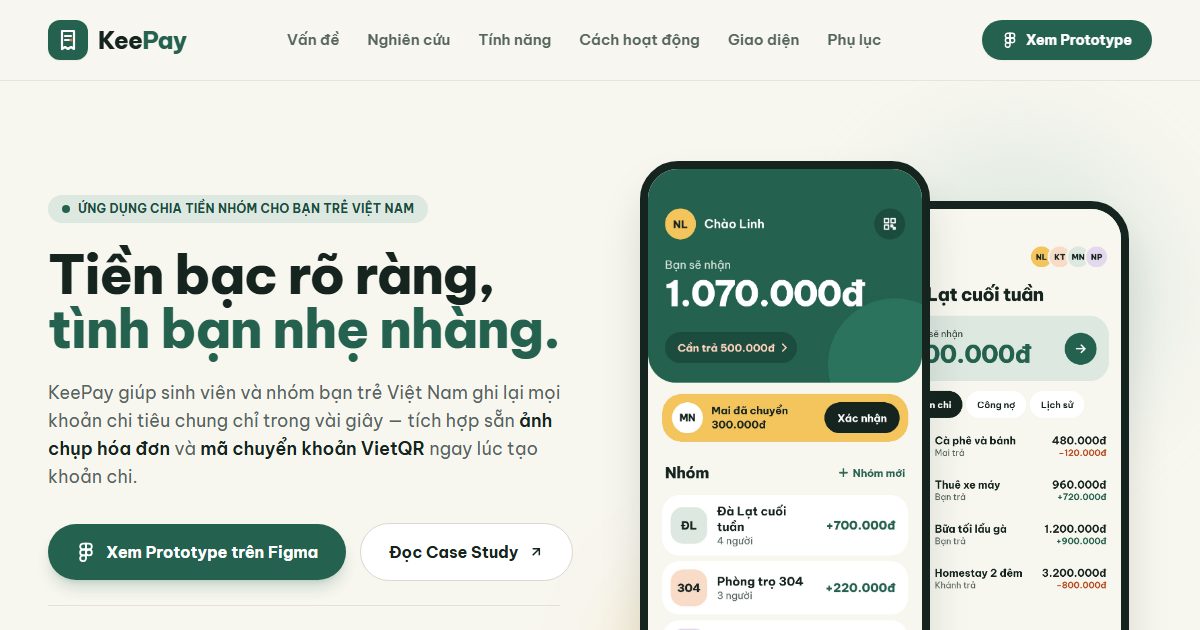 KeePay
Vấn đề
Nghiên cứu
Tính năng
Cách hoạt động
Giao diện
Phụ lục
Xem Prototype
ỨNG DỤNG CHIA TIỀN NHÓM CHO BẠN TRẺ VIỆT NAM
Tiền bạc rõ ràng,
tình bạn nhẹ nhàng.
KeePay giúp sinh viên và nhóm bạn trẻ Việt Nam ghi lại mọi
khoản chi tiêu chung chỉ trong vài giây — tích hợp sẵn ảnh
chụp hóa đơn và mã chuyển khoản VietQR ngay lúc tạo
khoản chi.
Xem Prototype trên Figma
Đọc Case Study
NL
Chào Linh
Bạn sẽ nhận
1.070.000đ
Cần trả 500.000đ
MN
Mai đã chuyển
300.000đ
Xác nhận
Nhóm
+ Nhóm mới
ĐL
Đà Lạt cuối
tuần
4 người
+700.000đ
304
Phòng trọ 304
3 người
+220.000đ
NL KT MN NP
Lạt cuối tuần
sẽ nhận
00.000đ
n chi
Công nợ
Lịch sử
Cà phê và bánh
480.000đ
Mai trả
-120.000đ
Thuê xe máy
960.000đ
Bạn trả
+720.000đ
Bữa tối lẩu gà
1.200.000đ
Bạn trả
+900.000đ
Homestay 2 đêm
3.200.000đ
Khánh trả
-800.000đ